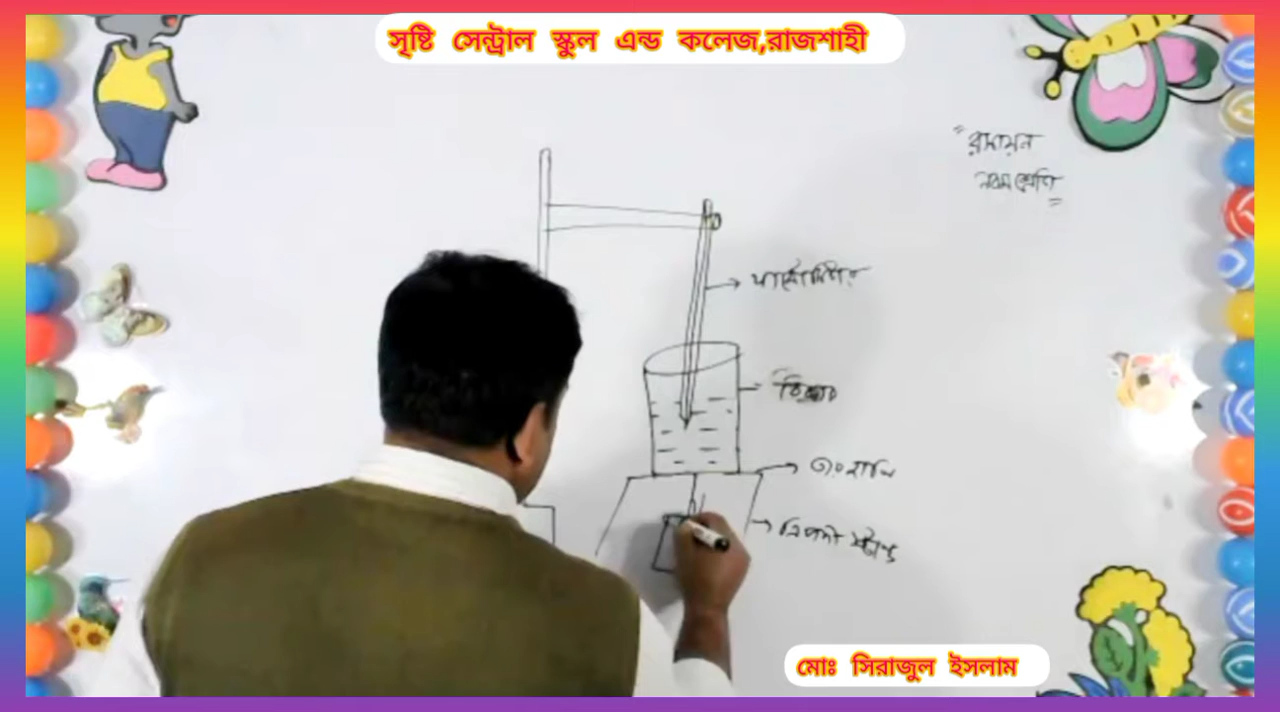 সৃষ্টি সেন্ট্রাল স্কুল এন্ড কলেজ,রাজশাহী
"রসায়ন
নবম শ্রেণি"
থার্মোমিটার
বিকার
তারজালি
ত্রিপদী স্ট্যান্ড
মোঃ সিরাজুল ইসলাম